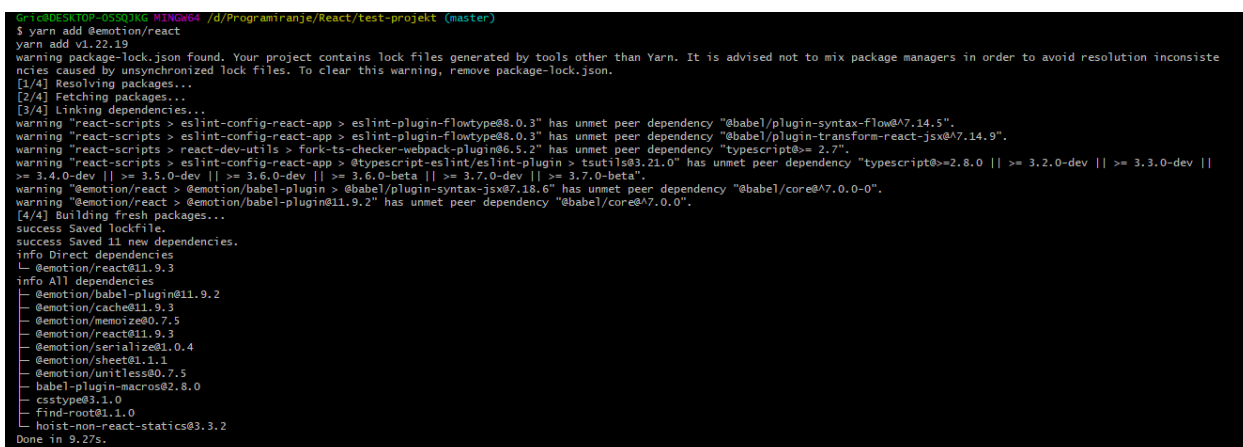 Gric@DESKTOP-OSSQJKG MINGW64 /d/Programiranje/React/test-projekt (master)
$ yarn add @emotion/react
yarn add v1.22.19
warning package-lock.json found. Your project contains lock files generated by tools other than Yarn. It is advised not to mix package managers in order to avoid resolution inconsiste
ncies caused by unsynchronized lock files. To clear this warning, remove package-lock.json.
[1/4] Resolving packages...
[2/4] Fetching packages...
[3/4] Linking dependencies...
warning "react-scripts > eslint-config-react-app > eslint-plugin-flowtype@8.0.3" has unmet peer dependency "@babel/plugin-syntax-flow@^7.14.5".
warning "react-scripts > eslint-config-react-app > eslint-plugin-flowtype@8.0.3" has unmet peer dependency "@babel/plugin-transform-react-jsx@^7.14.9".
warning "react-scripts > react-dev-utils > fork-ts-checker-webpack-plugin@6.5.2" has unmet peer dependency "typescript@>= 2.7".
warning "react-scripts > eslint-config-react-app > @typescript-eslint/eslint-plugin > tsutils@3.21.0" has unmet peer dependency "typescript@>=2.8.0 || >= 3.2.0-dev || >= 3.3.0-dev ||
>= 3.4.0-dev || >= 3.5.0-dev || >= 3.6.0-dev || >= 3.6.0-beta || >= 3.7.0-dev || >= 3.7.0-beta".
warning "@emotion/react > @emotion/babel-plugin > @babel/plugin-syntax-jsx@7.18.6" has unmet peer dependency "@babel/core@^7.0.0-0".
warning "@emotion/react > @emotion/babel-plugin@11.9.2" has unmet peer dependency "@babel/core@^7.0.0".
[4/4] Building fresh packages...
success Saved lockfile.
success Saved 11 new dependencies.
info Direct dependencies
└─ @emotion/react@11.9.3
info All dependencies
├─ @emotion/babel-plugin@11.9.2
├─ @emotion/cache@11.9.3
├─ @emotion/memoize@0.7.5
├─ @emotion/react@11.9.3
├─ @emotion/serialize@1.0.4
├─ @emotion/sheet@1.1.1
├─ @emotion/unitless@0.7.5
├─ babel-plugin-macros@2.8.0
├─ csstype@3.1.0
├─ find-root@1.1.0
└─ hoist-non-react-statics@3.3.2
Done in 9.27s.